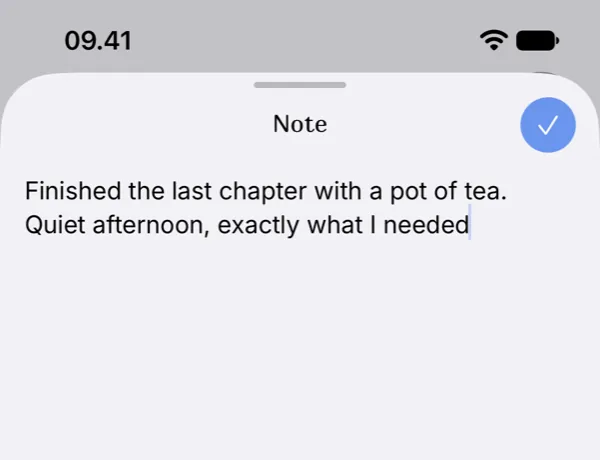 09.41
Note
Finished the last chapter with a pot of tea.
Quiet afternoon, exactly what I needed